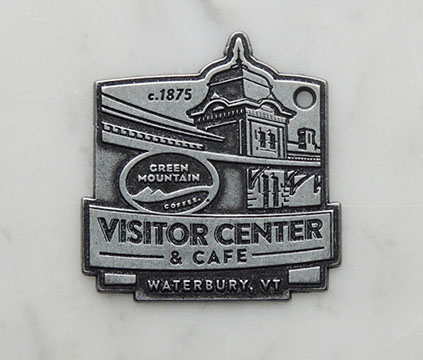 c.1875
GREEN
MOUNTAIN
COFFEE.
VISITOR CENTER
& CAFE
WATERBURY, VT